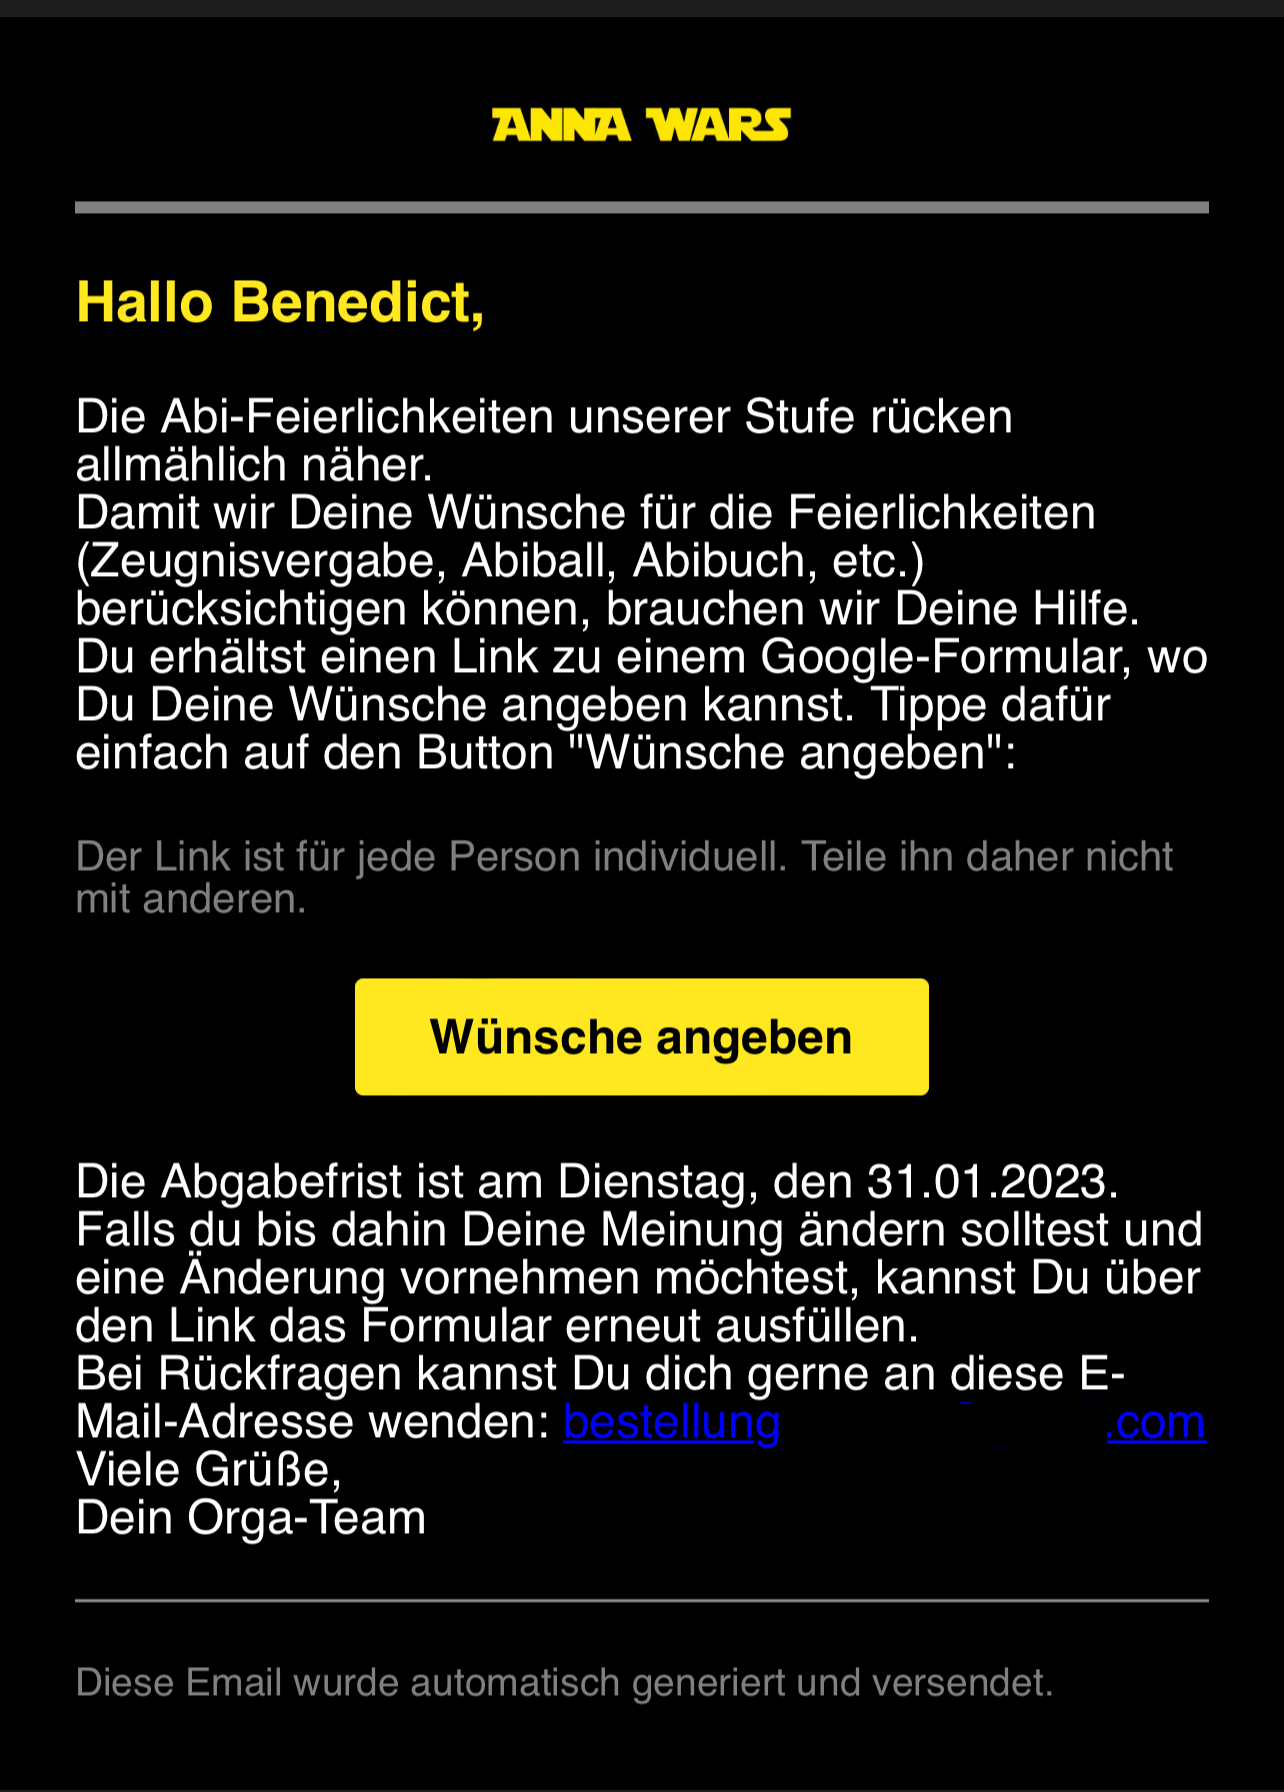 ANNA WARS
Hallo Benedict,
Die Abi-Feierlichkeiten unserer Stufe rücken
allmählich näher.
Damit wir Deine Wünsche für die Feierlichkeiten
(Zeugnisvergabe, Abiball, Abibuch, etc.)
berücksichtigen können, brauchen wir Deine Hilfe.
Du erhältst einen Link zu einem Google-Formular, wo
Du Deine Wünsche angeben kannst. Tippe dafür
einfach auf den Button "Wünsche angeben":
Der Link ist für jede Person individuell. Teile ihn daher nicht
mit anderen.
Wünsche angeben
Die Abgabefrist ist am Dienstag, den 31.01.2023.
Falls du bis dahin Deine Meinung ändern solltest und
eine Änderung vornehmen möchtest, kannst Du über
den Link das Formular erneut ausfüllen.
Bei Rückfragen kannst Du dich gerne an diese E-
Mail-Adresse wenden: bestellung .com
Viele Grüße,
Dein Orga-Team
Diese Email wurde automatisch generiert und versendet.